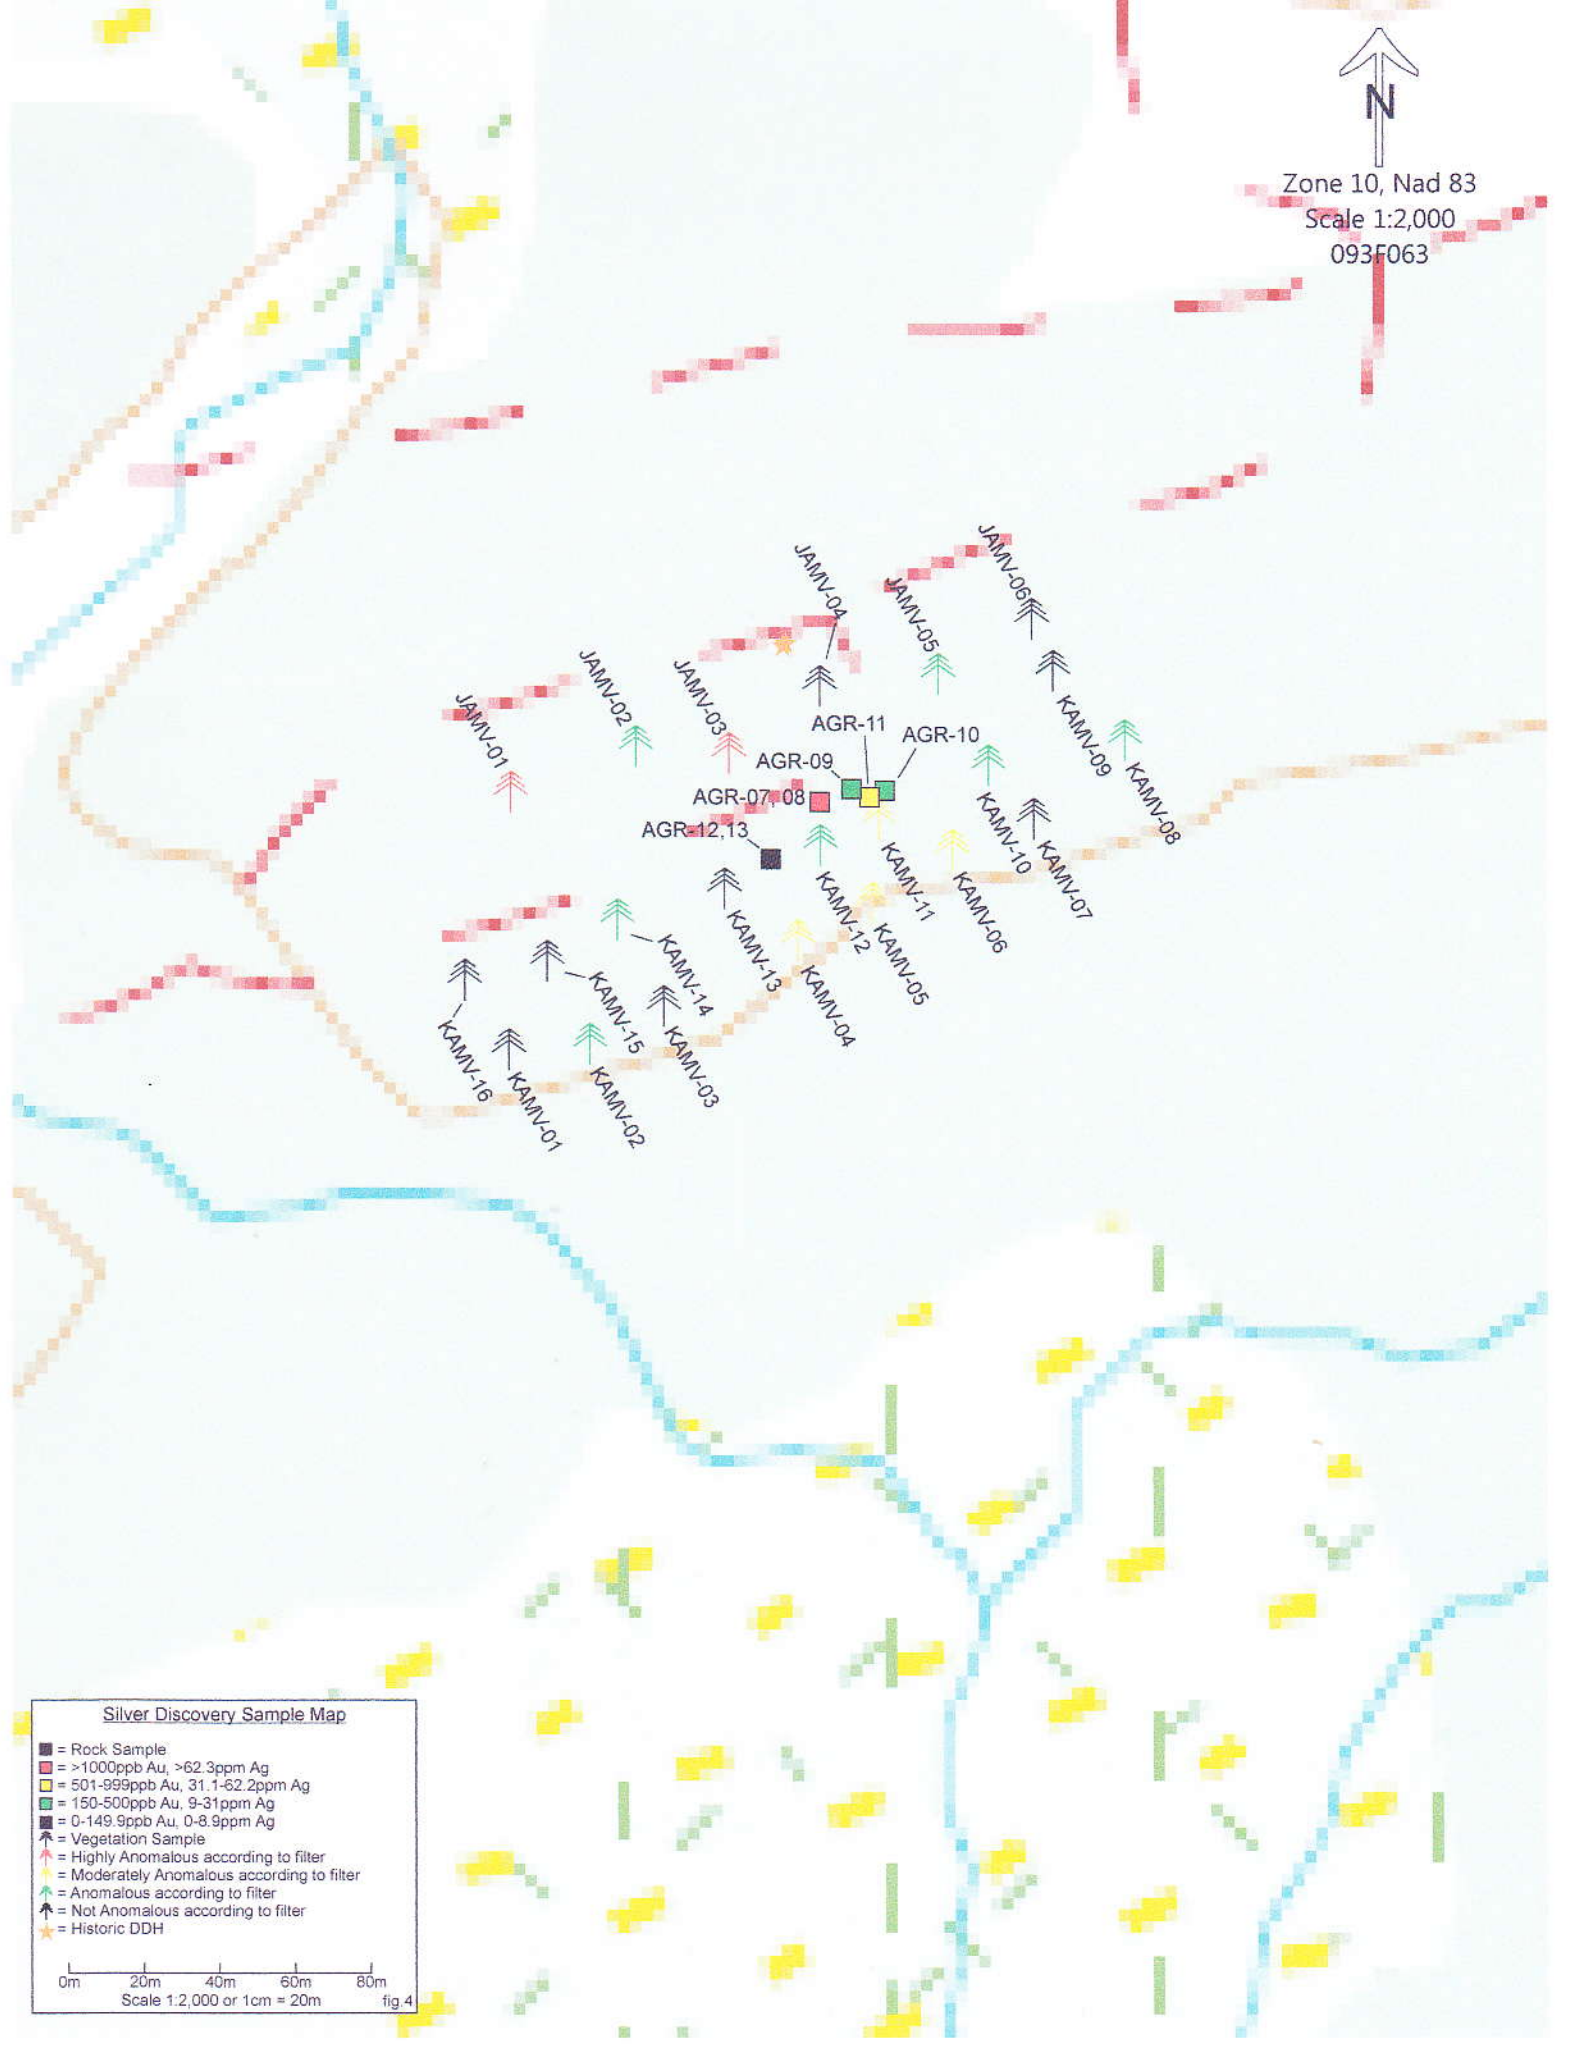 N
Zone 10, Nad 83
Scale 1:2,000
093F063
JAMV-06
JAMV-04
JAMV-05
JAMV-02
JAMV-03
JAMV-01
AGR-11
AGR-10
AGR-09
AGR-07, 08
AGR-12,13
KAMV-09
KAMV-08
KAMV-10
KAMV-07
KAMV-11
KAMV-06
KAMV-12
KAMV-05
KAMV-13
KAMV-04
KAMV-14
KAMV-15
KAMV-03
KAMV-16
KAMV-01
KAMV-02
Silver Discovery Sample Map
= Rock Sample
= >1000ppb Au, >62.3ppm Ag
= 501-999ppb Au, 31.1-62.2ppm Ag
= 150-500ppb Au, 9-31ppm Ag
= 0-149.9ppb Au, 0-8.9ppm Ag
= Vegetation Sample
= Highly Anomalous according to filter
= Moderately Anomalous according to filter
= Anomalous according to filter
= Not Anomalous according to filter
= Historic DDH
0m 20m 40m 60m 80m
Scale 1:2,000 or 1cm = 20m fig.4